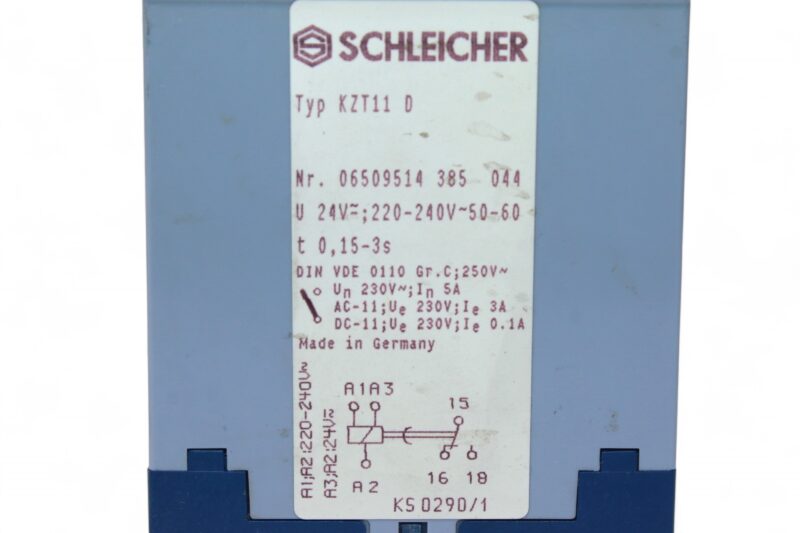 S SCHLEICHER
Typ KZT11 D
Nr. 06509514 385 044
U 24V≂;220-240V~50-60
t 0,15-3s
DIN VDE 0110 Gr.C;250V~
Un 230V~;In 5A
AC-11;Ue 230V;Ie 3A
DC-11;Ue 230V;Ie 0.1A
Made in Germany
A1;A2:220-240V~
A3;A2:24V≂
A1 A3
15
16 18
A2
KS 0290/1